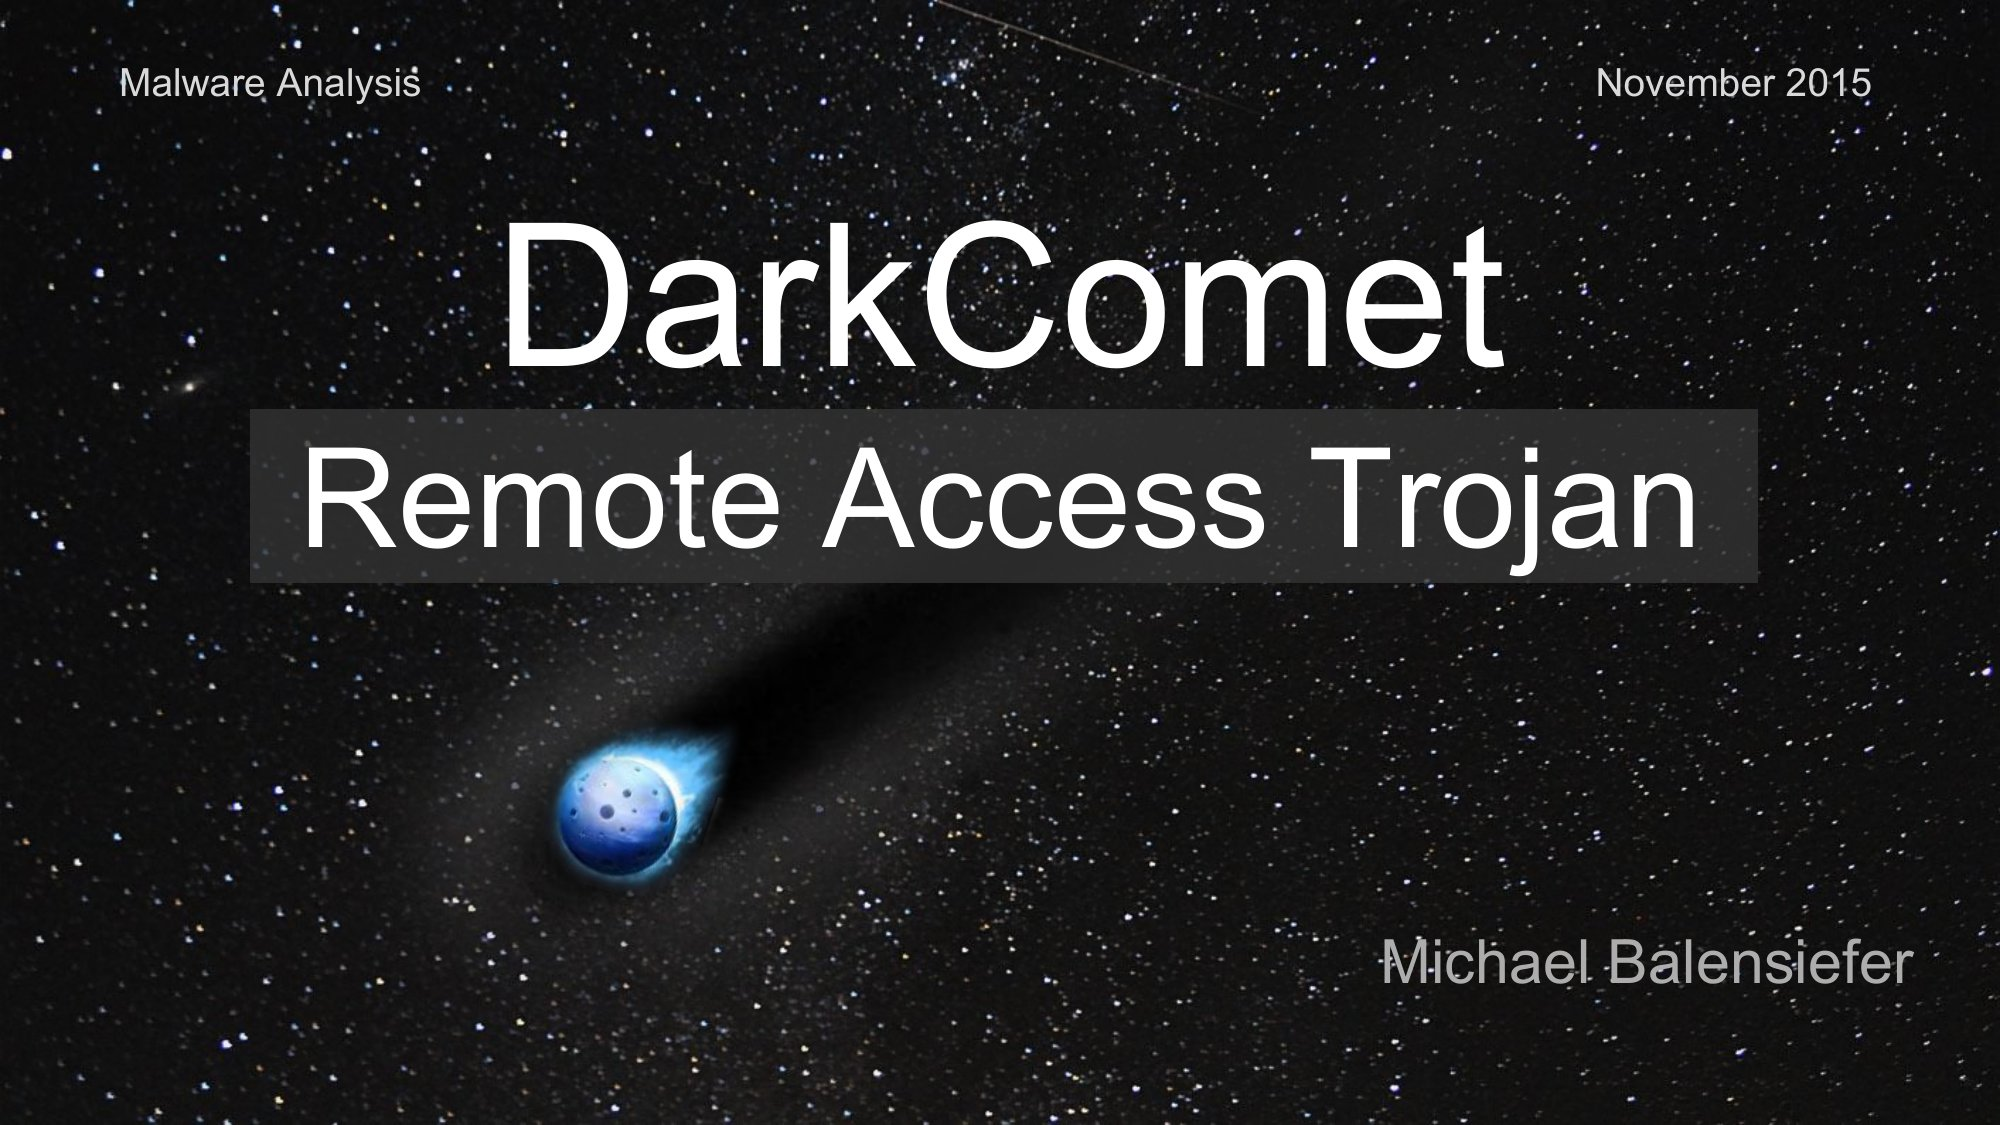 Malware Analysis
November 2015
DarkComet
Remote Access Trojan
Michael Balensiefer